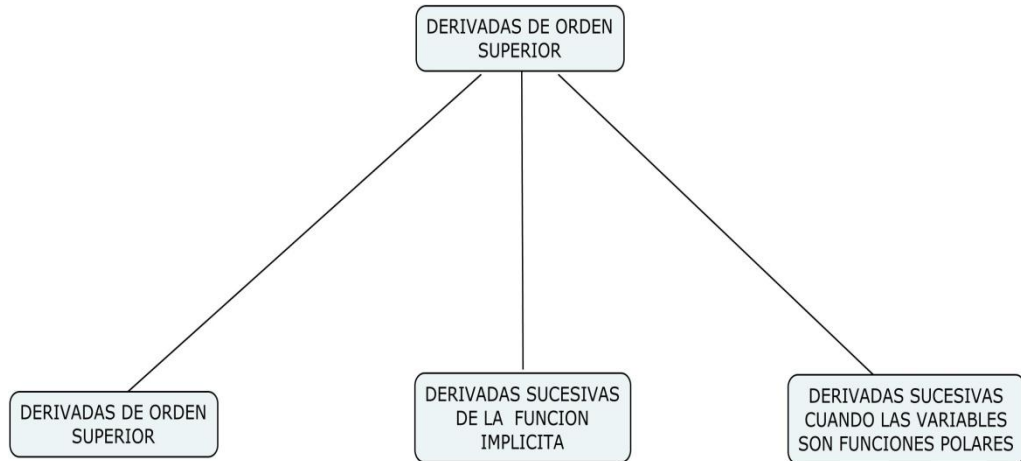 DERIVADAS DE ORDEN
SUPERIOR
DERIVADAS DE ORDEN
SUPERIOR
DERIVADAS SUCESIVAS
DE LA FUNCION
IMPLICITA
DERIVADAS SUCESIVAS
CUANDO LAS VARIABLES
SON FUNCIONES POLARES